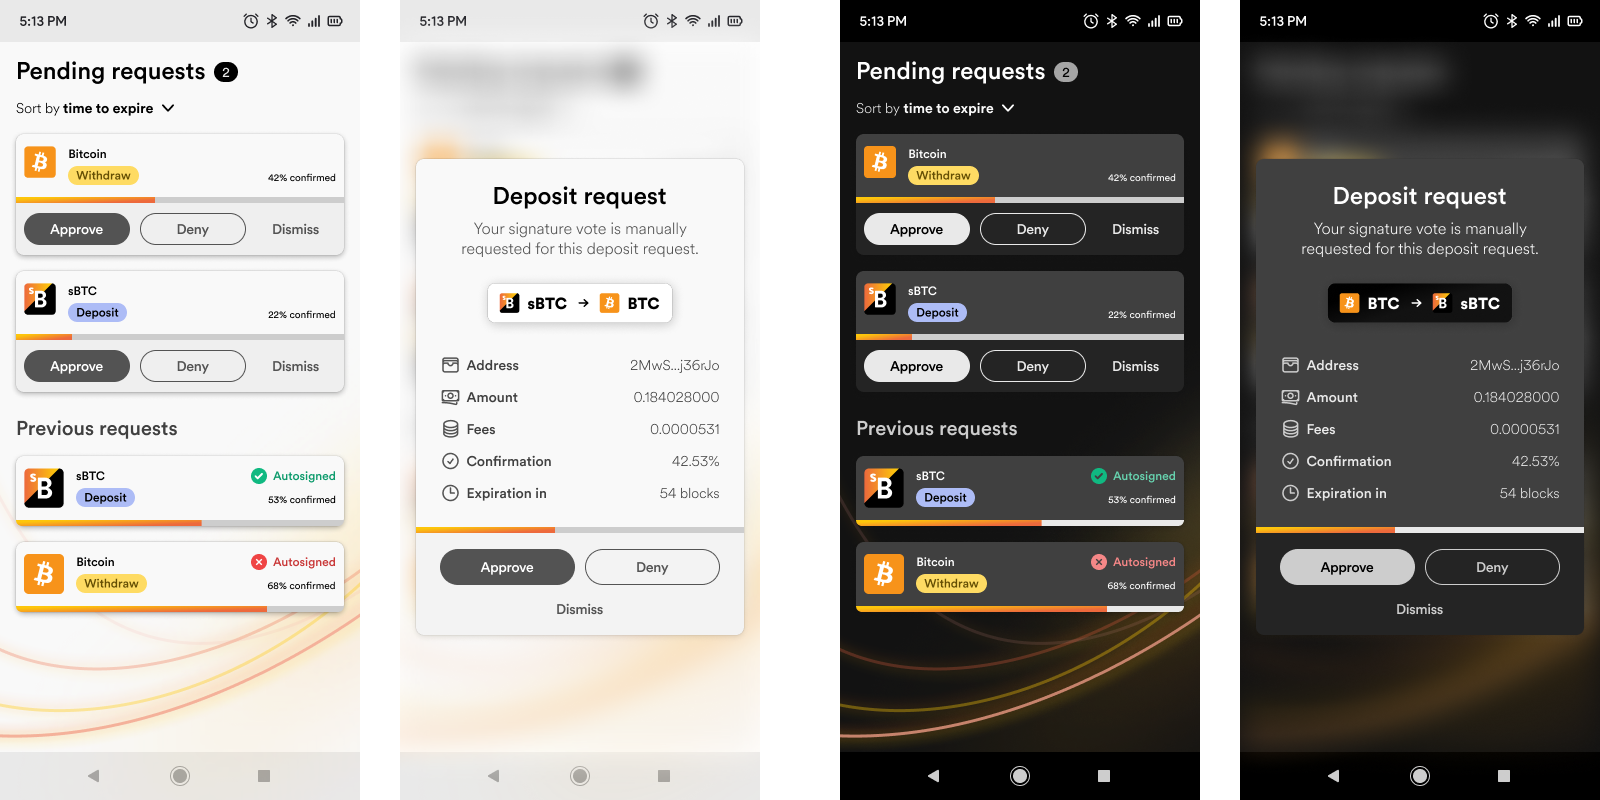 5:13 PM
Pending requests 2
Sort by time to expire
Bitcoin
Withdraw
42% confirmed
Approve Deny Dismiss
sBTC
Deposit
22% confirmed
Approve Deny Dismiss
Previous requests
sBTC
Autosigned
Deposit
53% confirmed
Bitcoin
Autosigned
Withdraw
68% confirmed
5:13 PM
Deposit request
Your signature vote is manually
requested for this deposit request.
sBTC → BTC
Address 2MwS...j36rJo
Amount 0.184028000
Fees 0.0000531
Confirmation 42.53%
Expiration in 54 blocks
Approve Deny
Dismiss
5:13 PM
Pending requests 2
Sort by time to expire
Bitcoin
Withdraw
42% confirmed
Approve Deny Dismiss
sBTC
Deposit
22% confirmed
Approve Deny Dismiss
Previous requests
sBTC
Autosigned
Deposit
53% confirmed
Bitcoin
Autosigned
Withdraw
68% confirmed
5:13 PM
Deposit request
Your signature vote is manually
requested for this deposit request.
BTC → sBTC
Address 2MwS...j36rJo
Amount 0.184028000
Fees 0.0000531
Confirmation 42.53%
Expiration in 54 blocks
Approve Deny
Dismiss